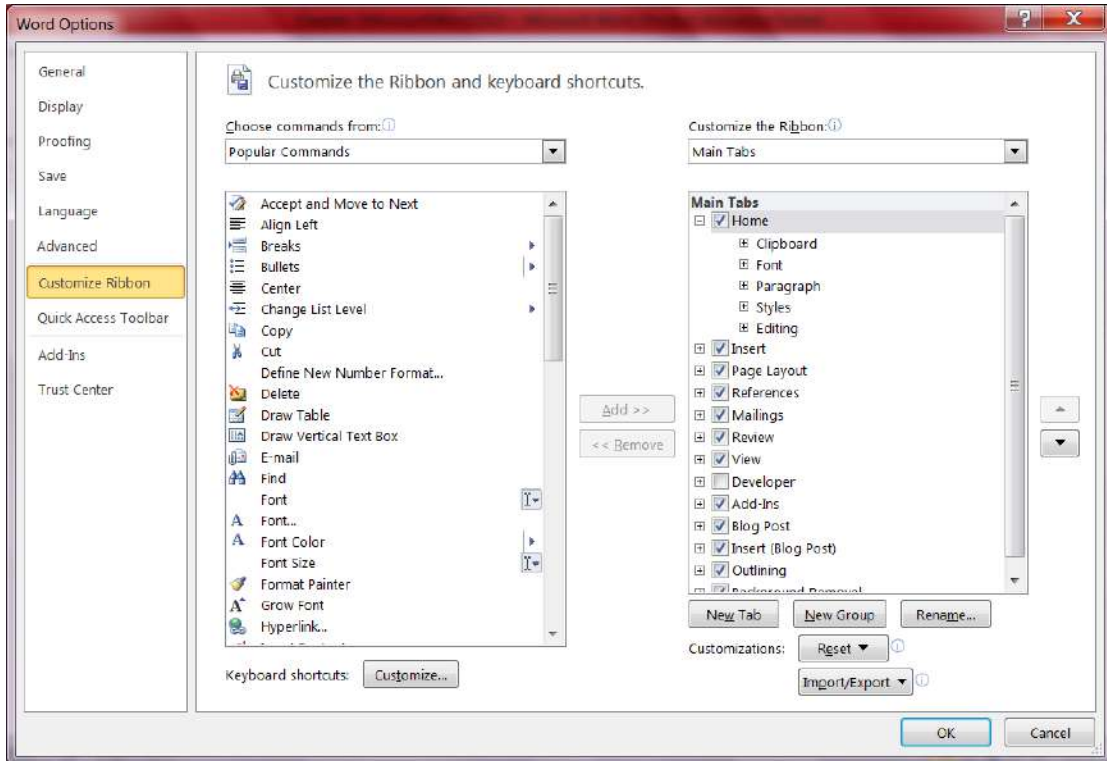 Word Options
General
Display
Proofing
Save
Language
Advanced
Customize Ribbon
Quick Access Toolbar
Add-Ins
Trust Center
Customize the Ribbon and keyboard shortcuts.
Choose commands from:
Popular Commands
Accept and Move to Next
Align Left
Breaks
Bullets
Center
Change List Level
Copy
Cut
Define New Number Format...
Delete
Draw Table
Draw Vertical Text Box
E-mail
Find
Font
Font...
Font Color
Font Size
Format Painter
Grow Font
Hyperlink...
Keyboard shortcuts: Customize...
Add >>
<< Remove
Customize the Ribbon:
Main Tabs
Main Tabs
Home
Clipboard
Font
Paragraph
Styles
Editing
Insert
Page Layout
References
Mailings
Review
View
Developer
Add-Ins
Blog Post
Insert (Blog Post)
Outlining
Background Removal
New Tab New Group Rename...
Customizations: Reset
Import/Export
OK Cancel